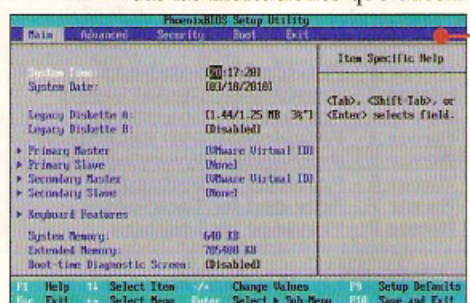 PhoenixBIOS Setup Utility
Main Advanced Security Boot Exit
Item Specific Help
System Time: [20:17:28]
System Date: [03/18/2010]
<Tab>, <Shift-Tab>, or
<Enter> selects field.
Legacy Diskette A: [1.44/1.25 MB 3½"]
Legacy Diskette B: [Disabled]
Primary Master [VMware Virtual ID]
Primary Slave [None]
Secondary Master [VMware Virtual ID]
Secondary Slave [None]
Keyboard Features
System Memory: 640 KB
Extended Memory:
Boot-time Diagnostic Screen: [Disabled]
F1 Help ↑↓ Select Item -/+ Change Values F9 Setup Defaults
Esc Exit ↔ Select Menu Enter Select ▶ Sub-Menu F10 Save and Exit